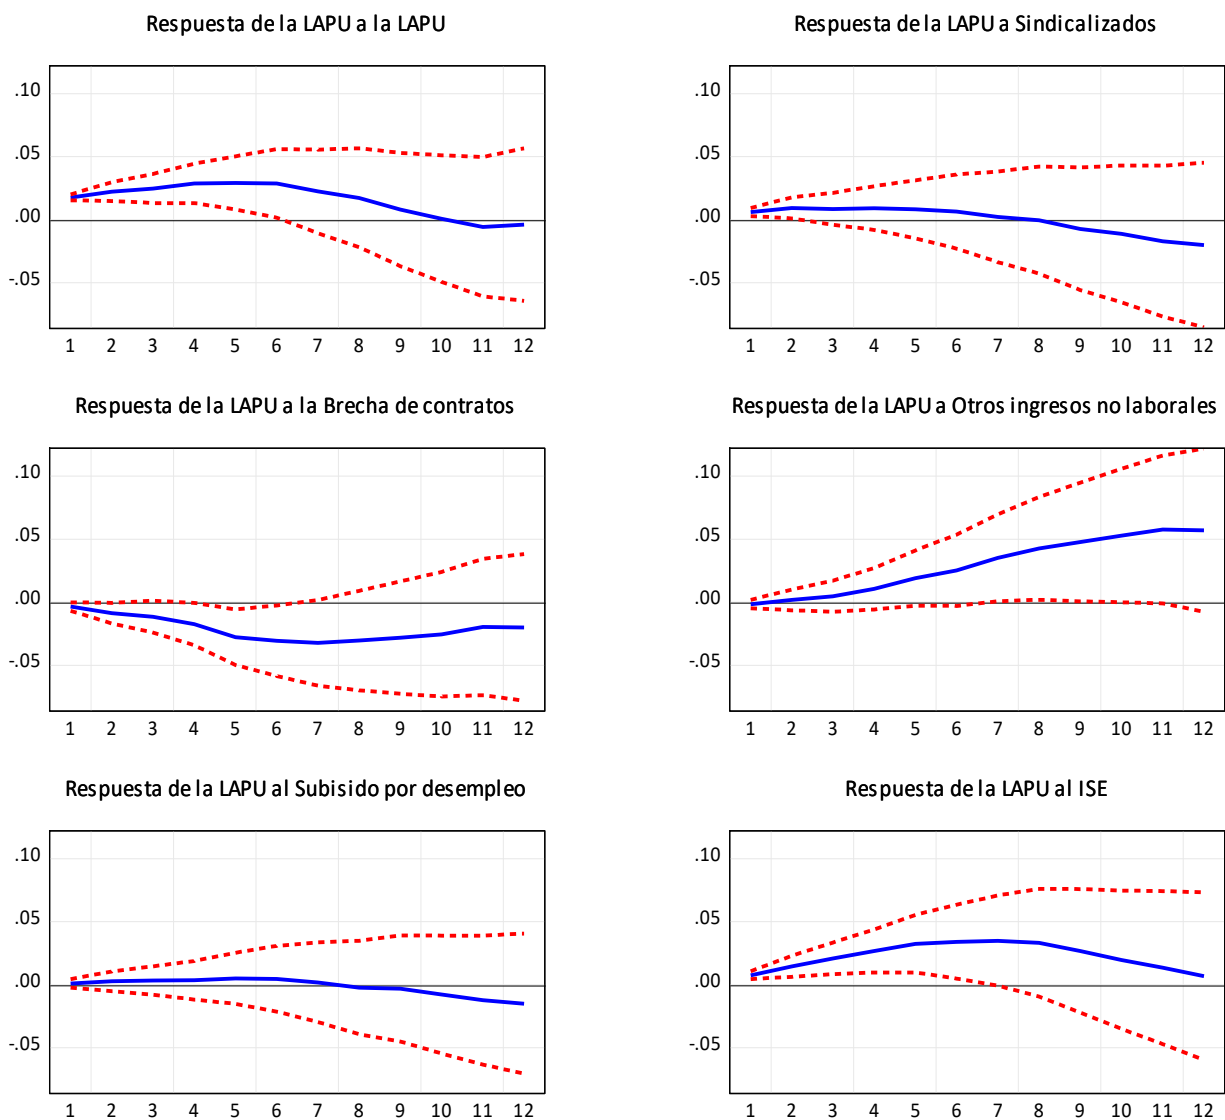 Respuesta de la LAPU a la LAPU
.10
.05
.00
-.05
1 2 3 4 5 6 7 8 9 10 11 12
Respuesta de la LAPU a Sindicalizados
.10
.05
.00
-.05
1 2 3 4 5 6 7 8 9 10 11 12
Respuesta de la LAPU a la Brecha de contratos
.10
.05
.00
-.05
1 2 3 4 5 6 7 8 9 10 11 12
Respuesta de la LAPU a Otros ingresos no laborales
.10
.05
.00
-.05
1 2 3 4 5 6 7 8 9 10 11 12
Respuesta de la LAPU al Subisido por desempleo
.10
.05
.00
-.05
1 2 3 4 5 6 7 8 9 10 11 12
Respuesta de la LAPU al ISE
.10
.05
.00
-.05
1 2 3 4 5 6 7 8 9 10 11 12